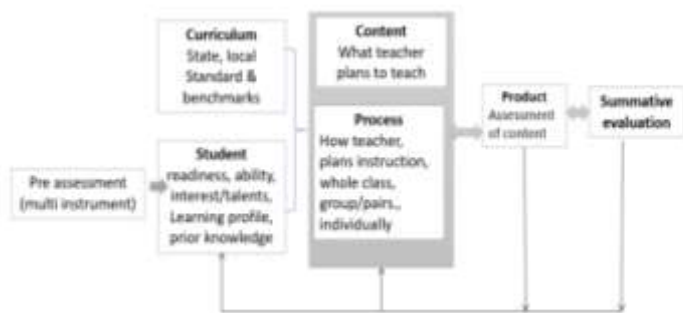 Curriculum
State, local
Standard &
benchmarks
Content
What teacher
plans to teach
Pre assessment
(multi instrument)
Student
readiness, ability,
interest/talents,
Learning profile,
prior knowledge
Process
How teacher,
plans instruction,
whole class,
group/pairs.,
individually
Product
Assessment
of content
Summative
evaluation